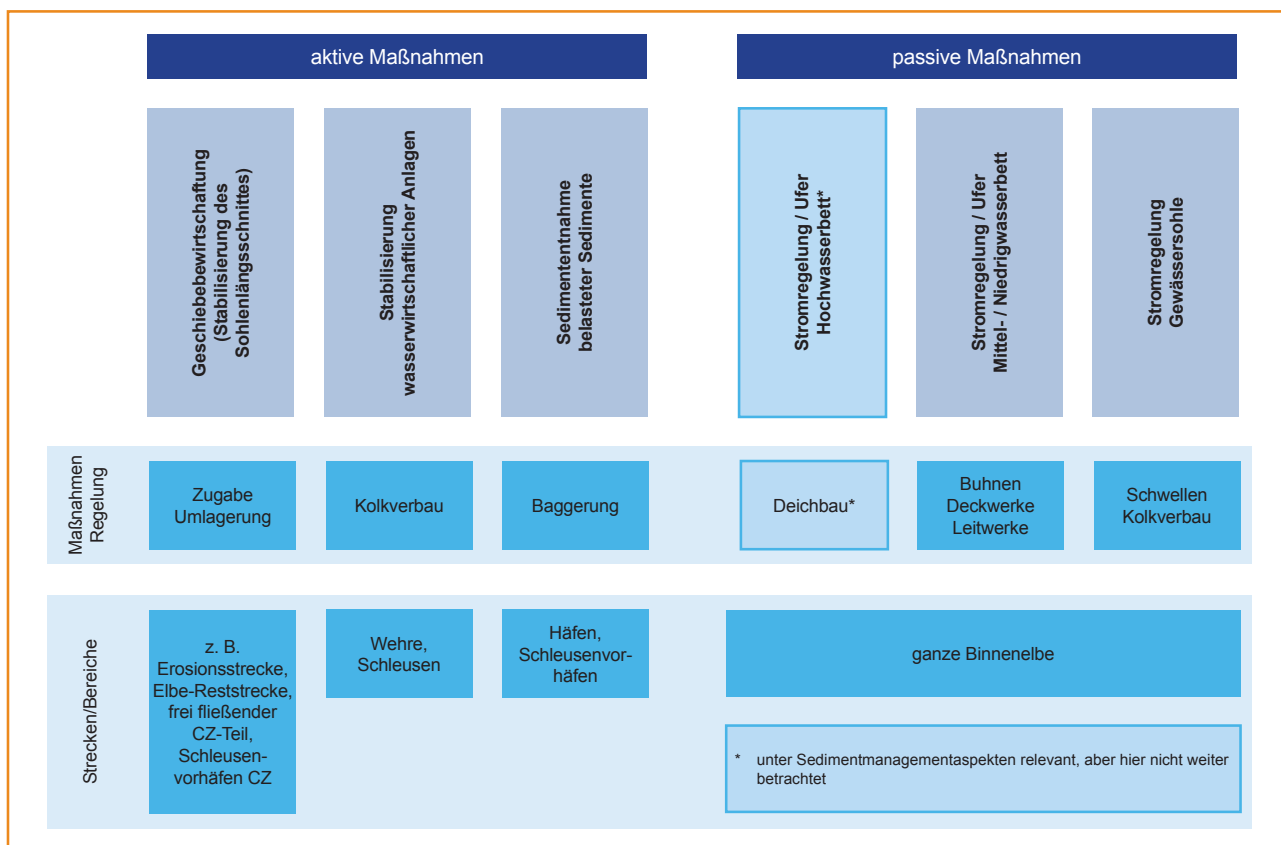 aktive Maßnahmen
passive Maßnahmen
Geschiebebewirtschaftung
(Stabilisierung des
Sohlenlängsschnittes)
Stabilisierung
wasserwirtschaftlicher Anlagen
Sedimententnahme
belasteter Sedimente
Stromregelung / Ufer
Hochwasserbett*
Stromregelung / Ufer
Mittel- / Niedrigwasserbett
Stromregelung
Gewässersohle
Maßnahmen
Regelung
Zugabe
Umlagerung
Kolkverbau
Baggerung
Deichbau*
Buhnen
Deckwerke
Leitwerke
Schwellen
Kolkverbau
Strecken/Bereiche
z. B.
Erosionsstrecke,
Elbe-Reststrecke,
frei fließender
CZ-Teil,
Schleusen-
vorhäfen CZ
Wehre,
Schleusen
Häfen,
Schleusenvor-
häfen
ganze Binnenelbe
* unter Sedimentmanagementaspekten relevant, aber hier nicht weiter
betrachtet